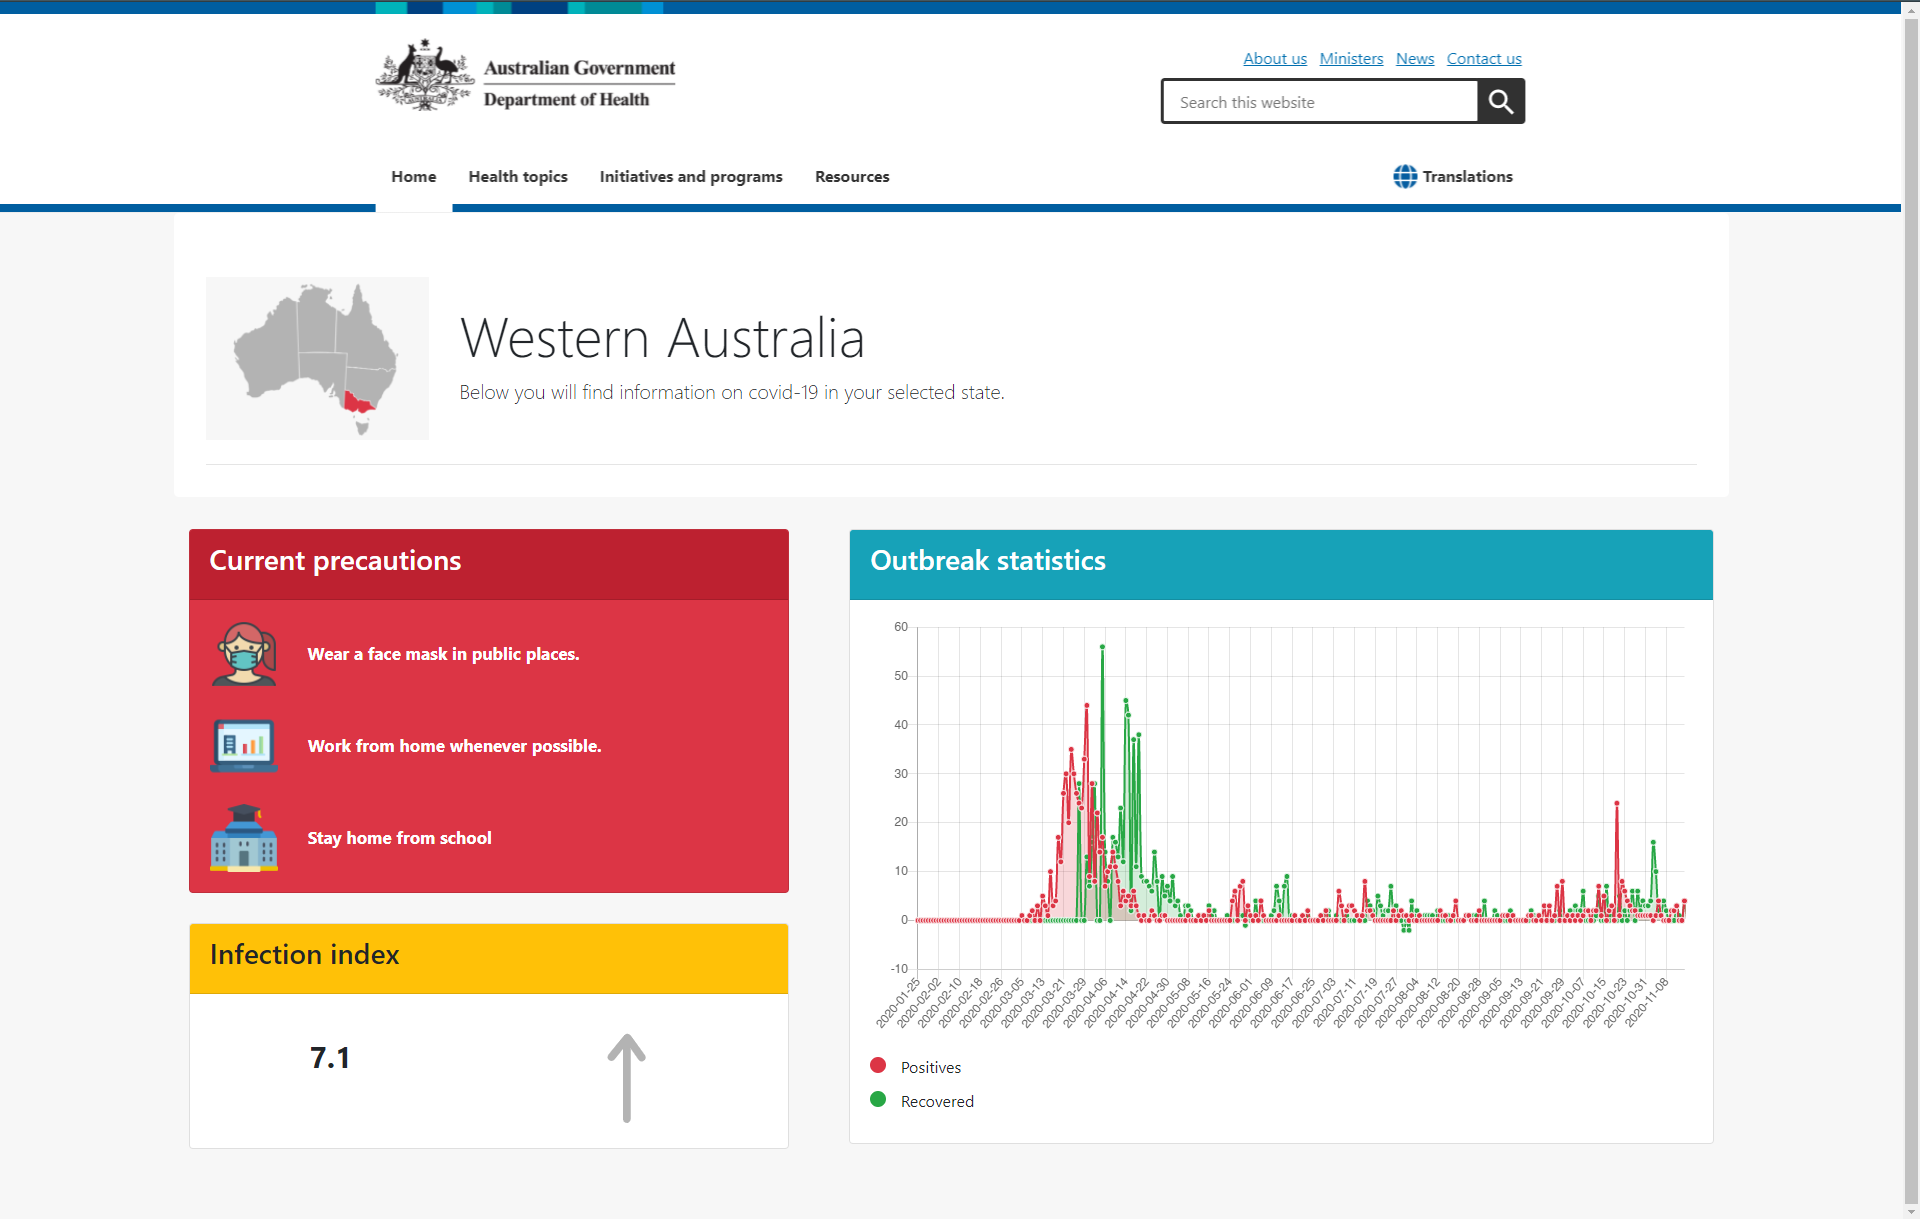 Australian Government
Department of Health
About us Ministers News Contact us
Search this website
Home Health topics Initiatives and programs Resources Translations
Western Australia
Below you will find information on covid-19 in your selected state.
Current precautions
Wear a face mask in public places.
Work from home whenever possible.
Stay home from school
Infection index
7.1
Outbreak statistics
60
50
40
30
20
10
0
-10
2020-01-25 2020-02-02 2020-02-10 2020-02-18 2020-02-26 2020-03-05 2020-03-13 2020-03-21 2020-03-29 2020-04-06 2020-04-14 2020-04-22 2020-04-30 2020-05-08 2020-05-16 2020-05-24 2020-06-01 2020-06-09 2020-06-17 2020-06-25 2020-07-03 2020-07-11 2020-07-19 2020-07-27 2020-08-04 2020-08-12 2020-08-20 2020-08-28 2020-09-05 2020-09-13 2020-09-21 2020-09-29 2020-10-07 2020-10-15 2020-10-23 2020-10-31 2020-11-08
Positives
Recovered